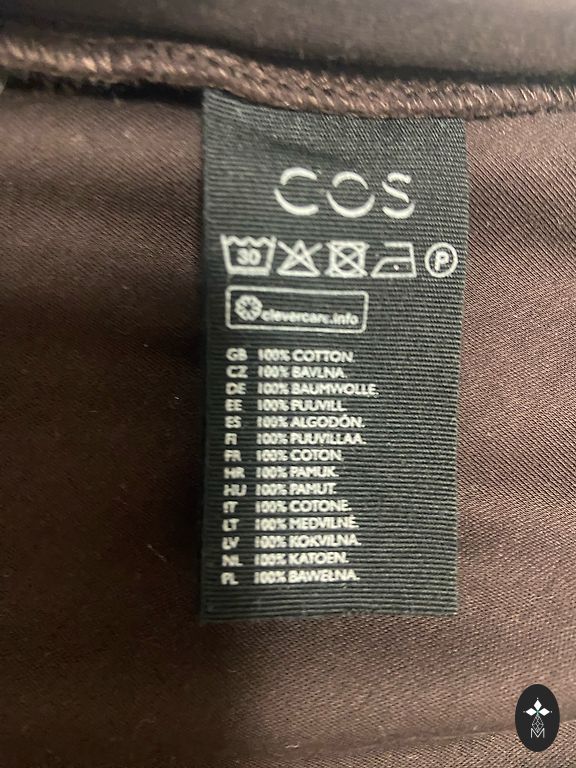 COS
30 P
clevercare.info
GB 100% COTTON.
CZ 100% BAVLNA.
DE 100% BAUMWOLLE.
EE 100% PUUVILL.
ES 100% ALGODÓN.
FI 100% PUUVILLAA.
FR 100% COTON.
HR 100% PAMUK.
HU 100% PAMUT.
IT 100% COTONE.
LT 100% MEDVILNĖ.
LV 100% KOKVILNA.
NL 100% KATOEN.
PL 100% BAWEŁNA.
M